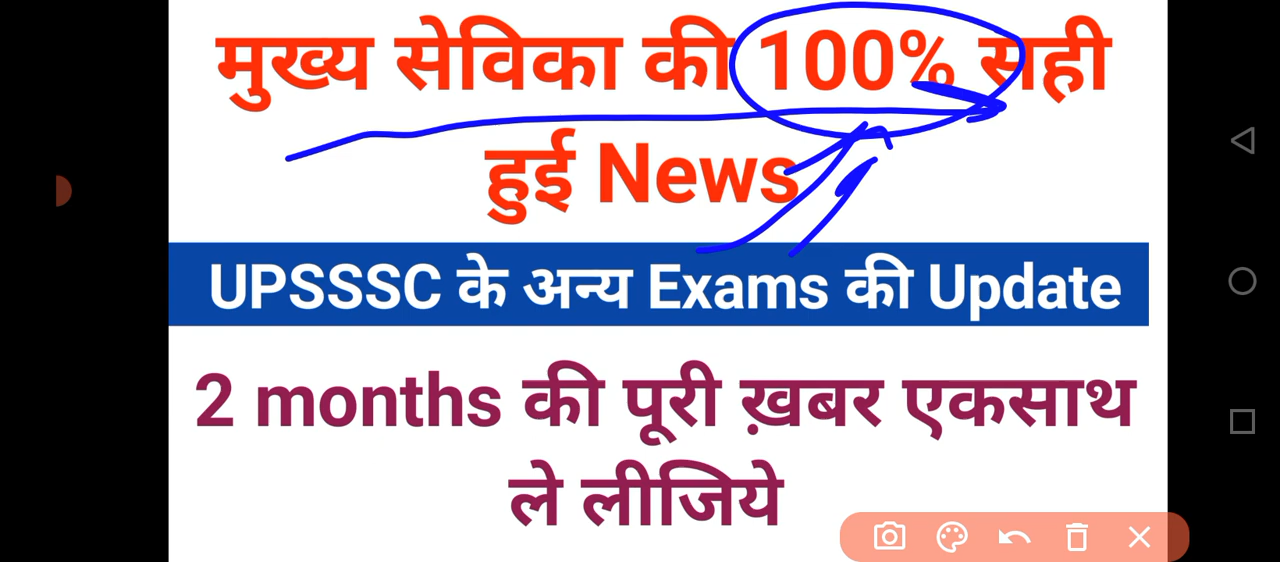 मुख्य सेविका की 100% सही
हुई News
UPSSSC के अन्य Exams की Update
2 months की पूरी ख़बर एकसाथ
ले लीजिये